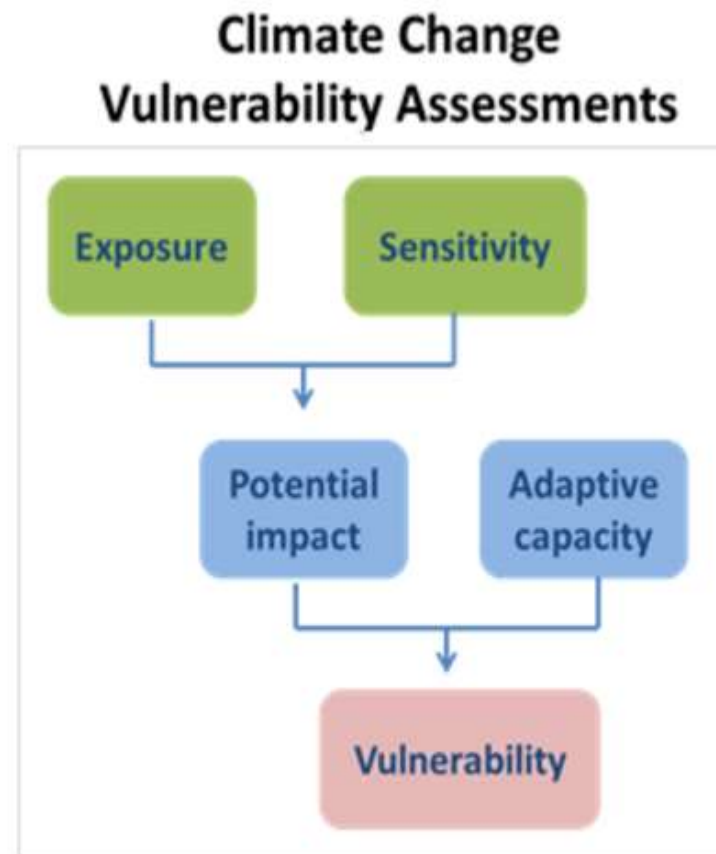 Climate Change
Vulnerability Assessments
Exposure
Sensitivity
Potential
impact
Adaptive
capacity
Vulnerability